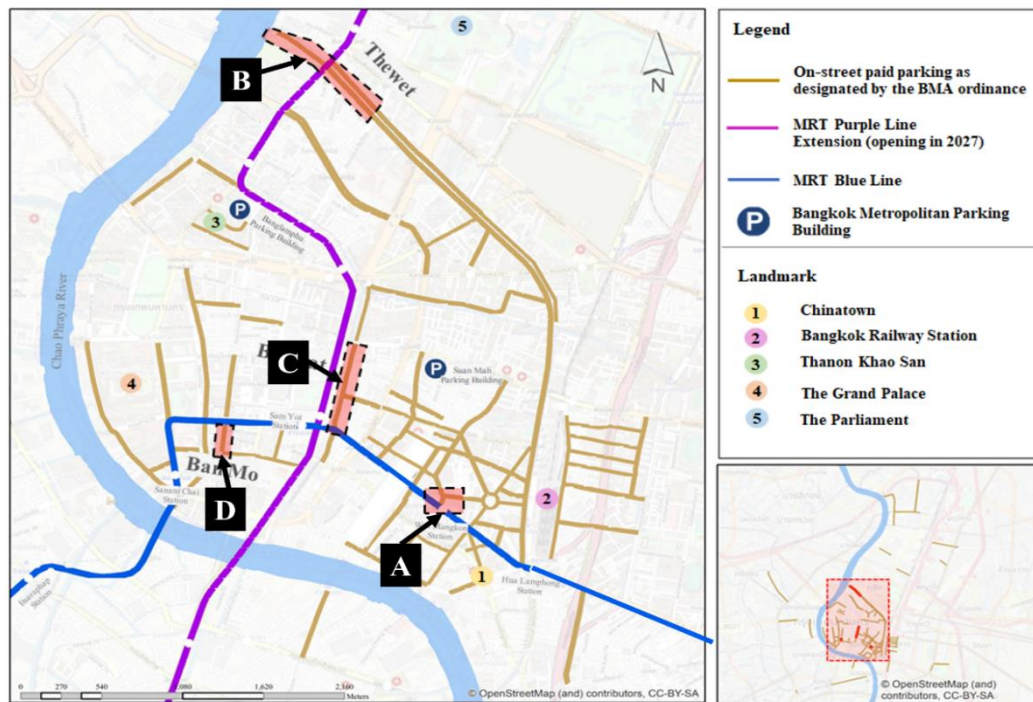 5
B
Thewet
N
P
3
Banglamphu
Parking Building
Chao Phraya River
C
P
Suan Mali
Parking Building
4
Sam Yot
Station
Ban Mo
Sanam Chai
Station
D
2
A
Station
1
Hua Lamphong
Station
Isaraphap
Station
0 270 540 1,080 1,620 2,160
Meters
© OpenStreetMap (and) contributors, CC-BY-SA
Legend
On-street paid parking as
designated by the BMA ordinance
MRT Purple Line
Extension (opening in 2027)
MRT Blue Line
P
Bangkok Metropolitan Parking
Building
Landmark
1 Chinatown
2 Bangkok Railway Station
3 Thanon Khao San
4 The Grand Palace
5 The Parliament
© OpenStreetMap (and)
contributors, CC-BY-SA